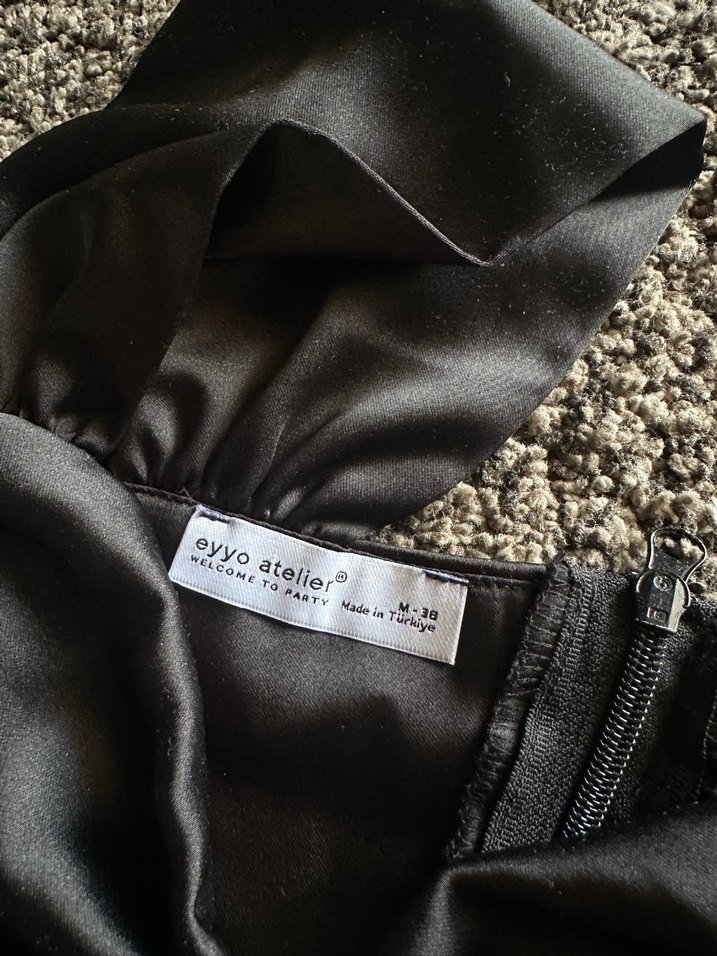 eyyo atelier®
WELCOME TO PARTY
M - 38
Made in Türkiye